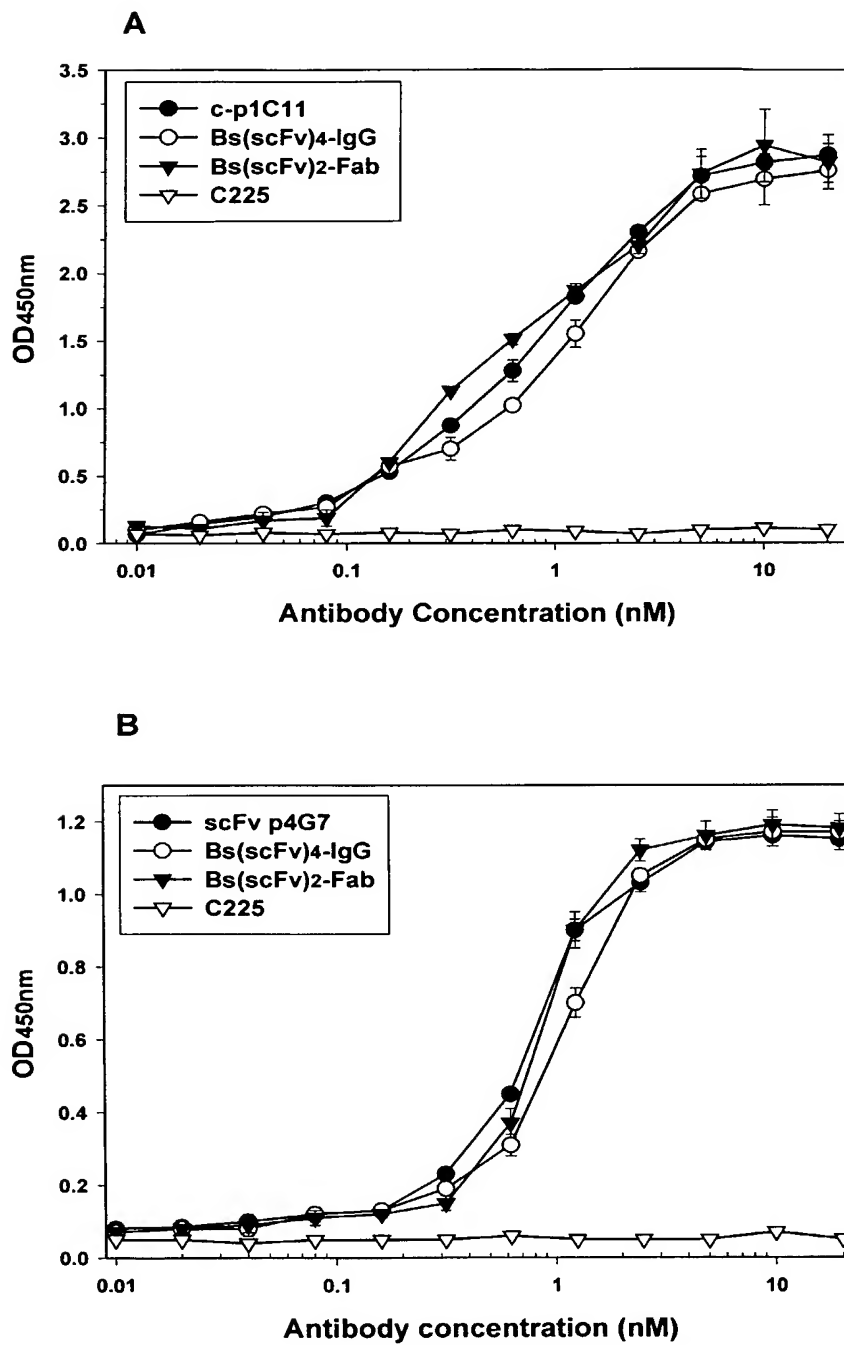 A
3.5
3.0
2.5
2.0
1.5
1.0
0.5
0.0
OD450nm
c-p1C11
Bs(scFv)4-IgG
Bs(scFv)2-Fab
C225
0.01
0.1
1
10
Antibody Concentration (nM)
B
1.2
1.0
0.8
0.6
0.4
0.2
0.0
OD450nm
scFv p4G7
Bs(scFv)4-IgG
Bs(scFv)2-Fab
C225
0.01
0.1
1
10
Antibody concentration (nM)